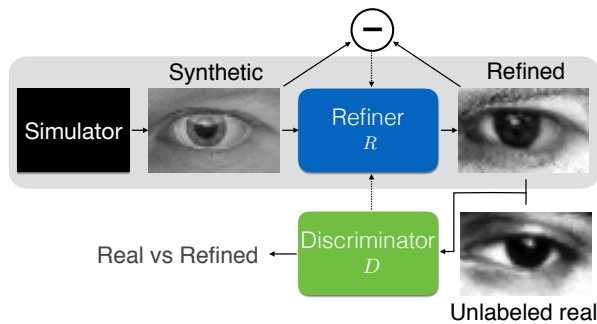 −
Synthetic
Refined
Simulator
Refiner
R
Discriminator
D
Real vs Refined
Unlabeled real